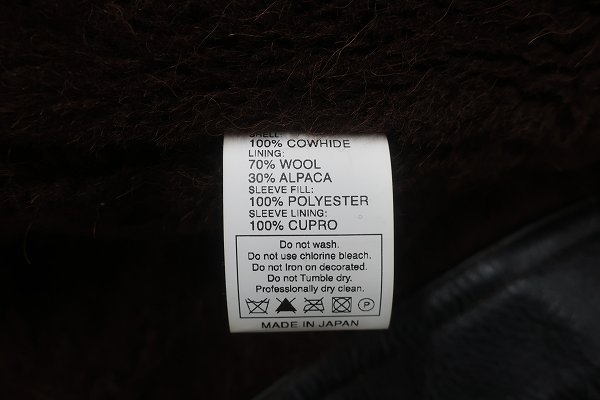 SHELL:
100% COWHIDE
LINING:
70% WOOL
30% ALPACA
SLEEVE FILL:
100% POLYESTER
SLEEVE LINING:
100% CUPRO
Do not wash.
Do not use chlorine bleach.
Do not Iron on decorated.
Do not Tumble dry.
Professionally dry clean.
P
MADE IN JAPAN